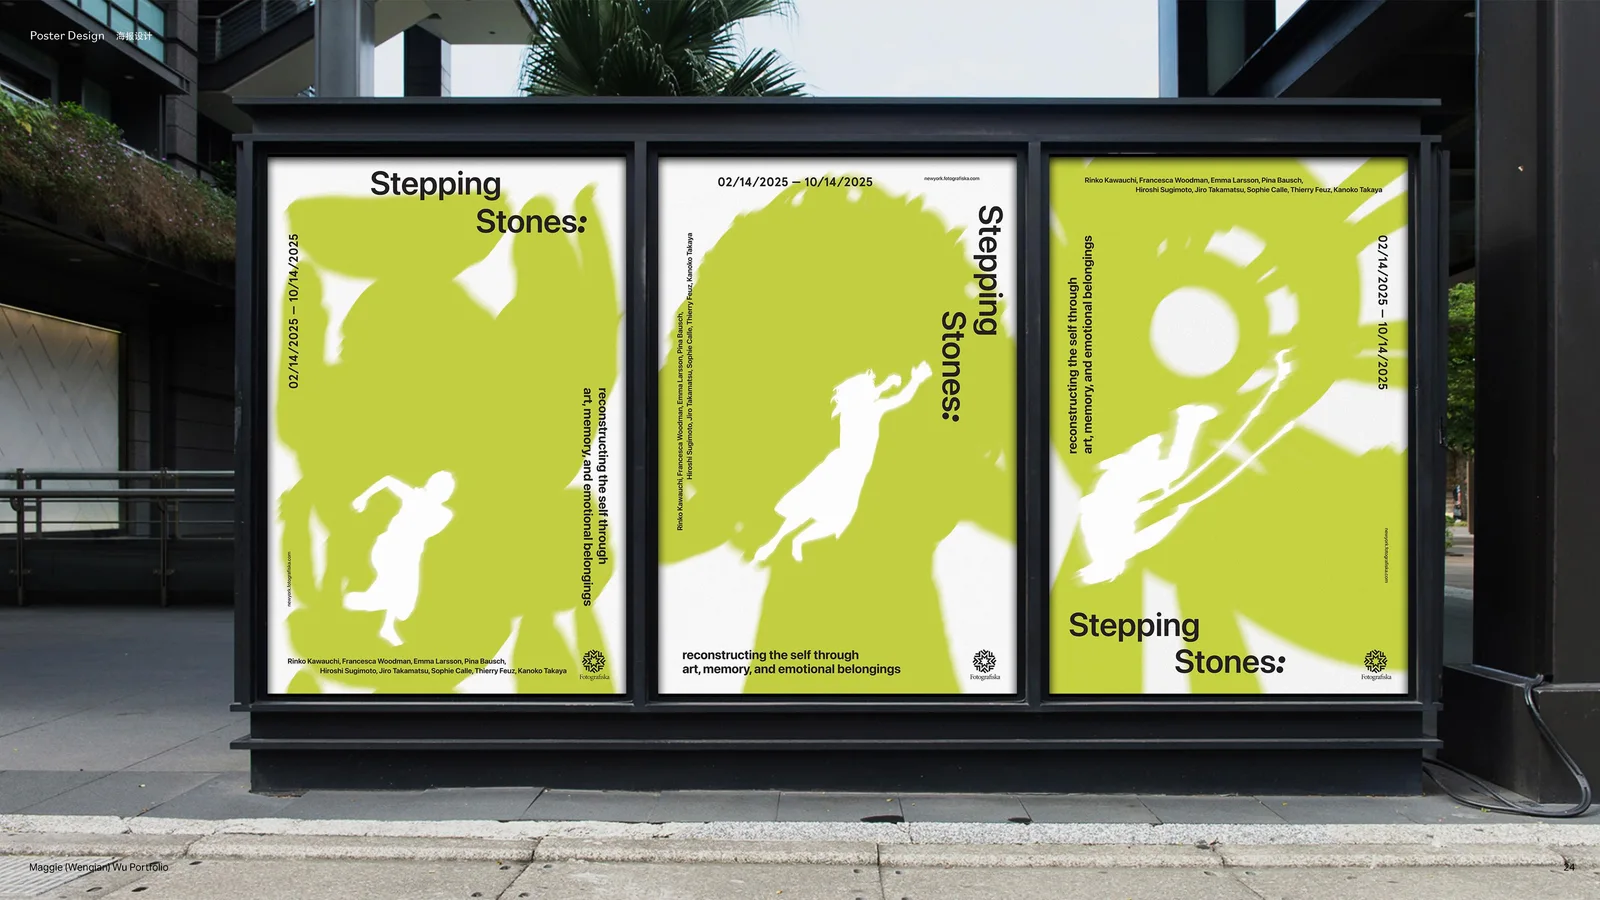 Poster Design 海报设计
Stepping
Stones:
02/14/2025 — 10/14/2025
reconstructing the self through
art, memory, and emotional belongings
newyork.fotografiska.com
Rinko Kawauchi, Francesca Woodman, Emma Larsson, Pina Bausch,
Hiroshi Sugimoto, Jiro Takamatsu, Sophie Calle, Thierry Feuz, Kanoko Takaya
Fotografiska
02/14/2025 — 10/14/2025
newyork.fotografiska.com
Stepping
Stones:
Rinko Kawauchi, Francesca Woodman, Emma Larsson, Pina Bausch,
Hiroshi Sugimoto, Jiro Takamatsu, Sophie Calle, Thierry Feuz, Kanoko Takaya
reconstructing the self through
art, memory, and emotional belongings
Fotografiska
Rinko Kawauchi, Francesca Woodman, Emma Larsson, Pina Bausch,
Hiroshi Sugimoto, Jiro Takamatsu, Sophie Calle, Thierry Feuz, Kanoko Takaya
reconstructing the self through
art, memory, and emotional belongings
02/14/2025 — 10/14/2025
newyork.fotografiska.com
Stepping
Stones:
Fotografiska
Maggie (Wenqian) Wu Portfolio
24